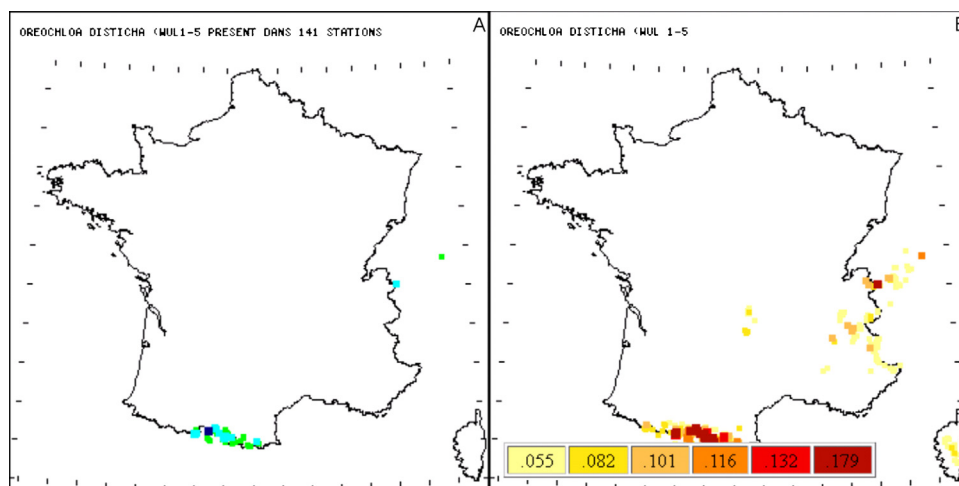 OREOCHLOA DISTICHA (WUL1-5 PRESENT DANS 141 STATIONS
A
OREOCHLOA DISTICHA (WUL 1-5
.055 .082 .101 .116 .132 .179